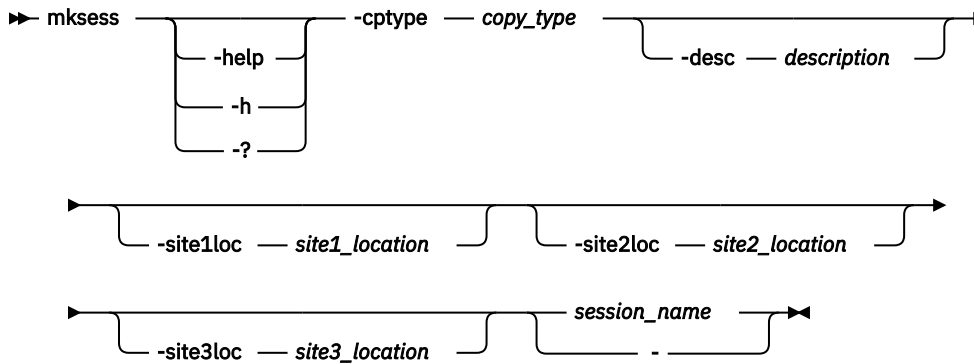 mksess -cptype copy_type
-help
-h
-?
-desc description
-site1loc site1_location -site2loc site2_location
session_name
-site3loc site3_location -